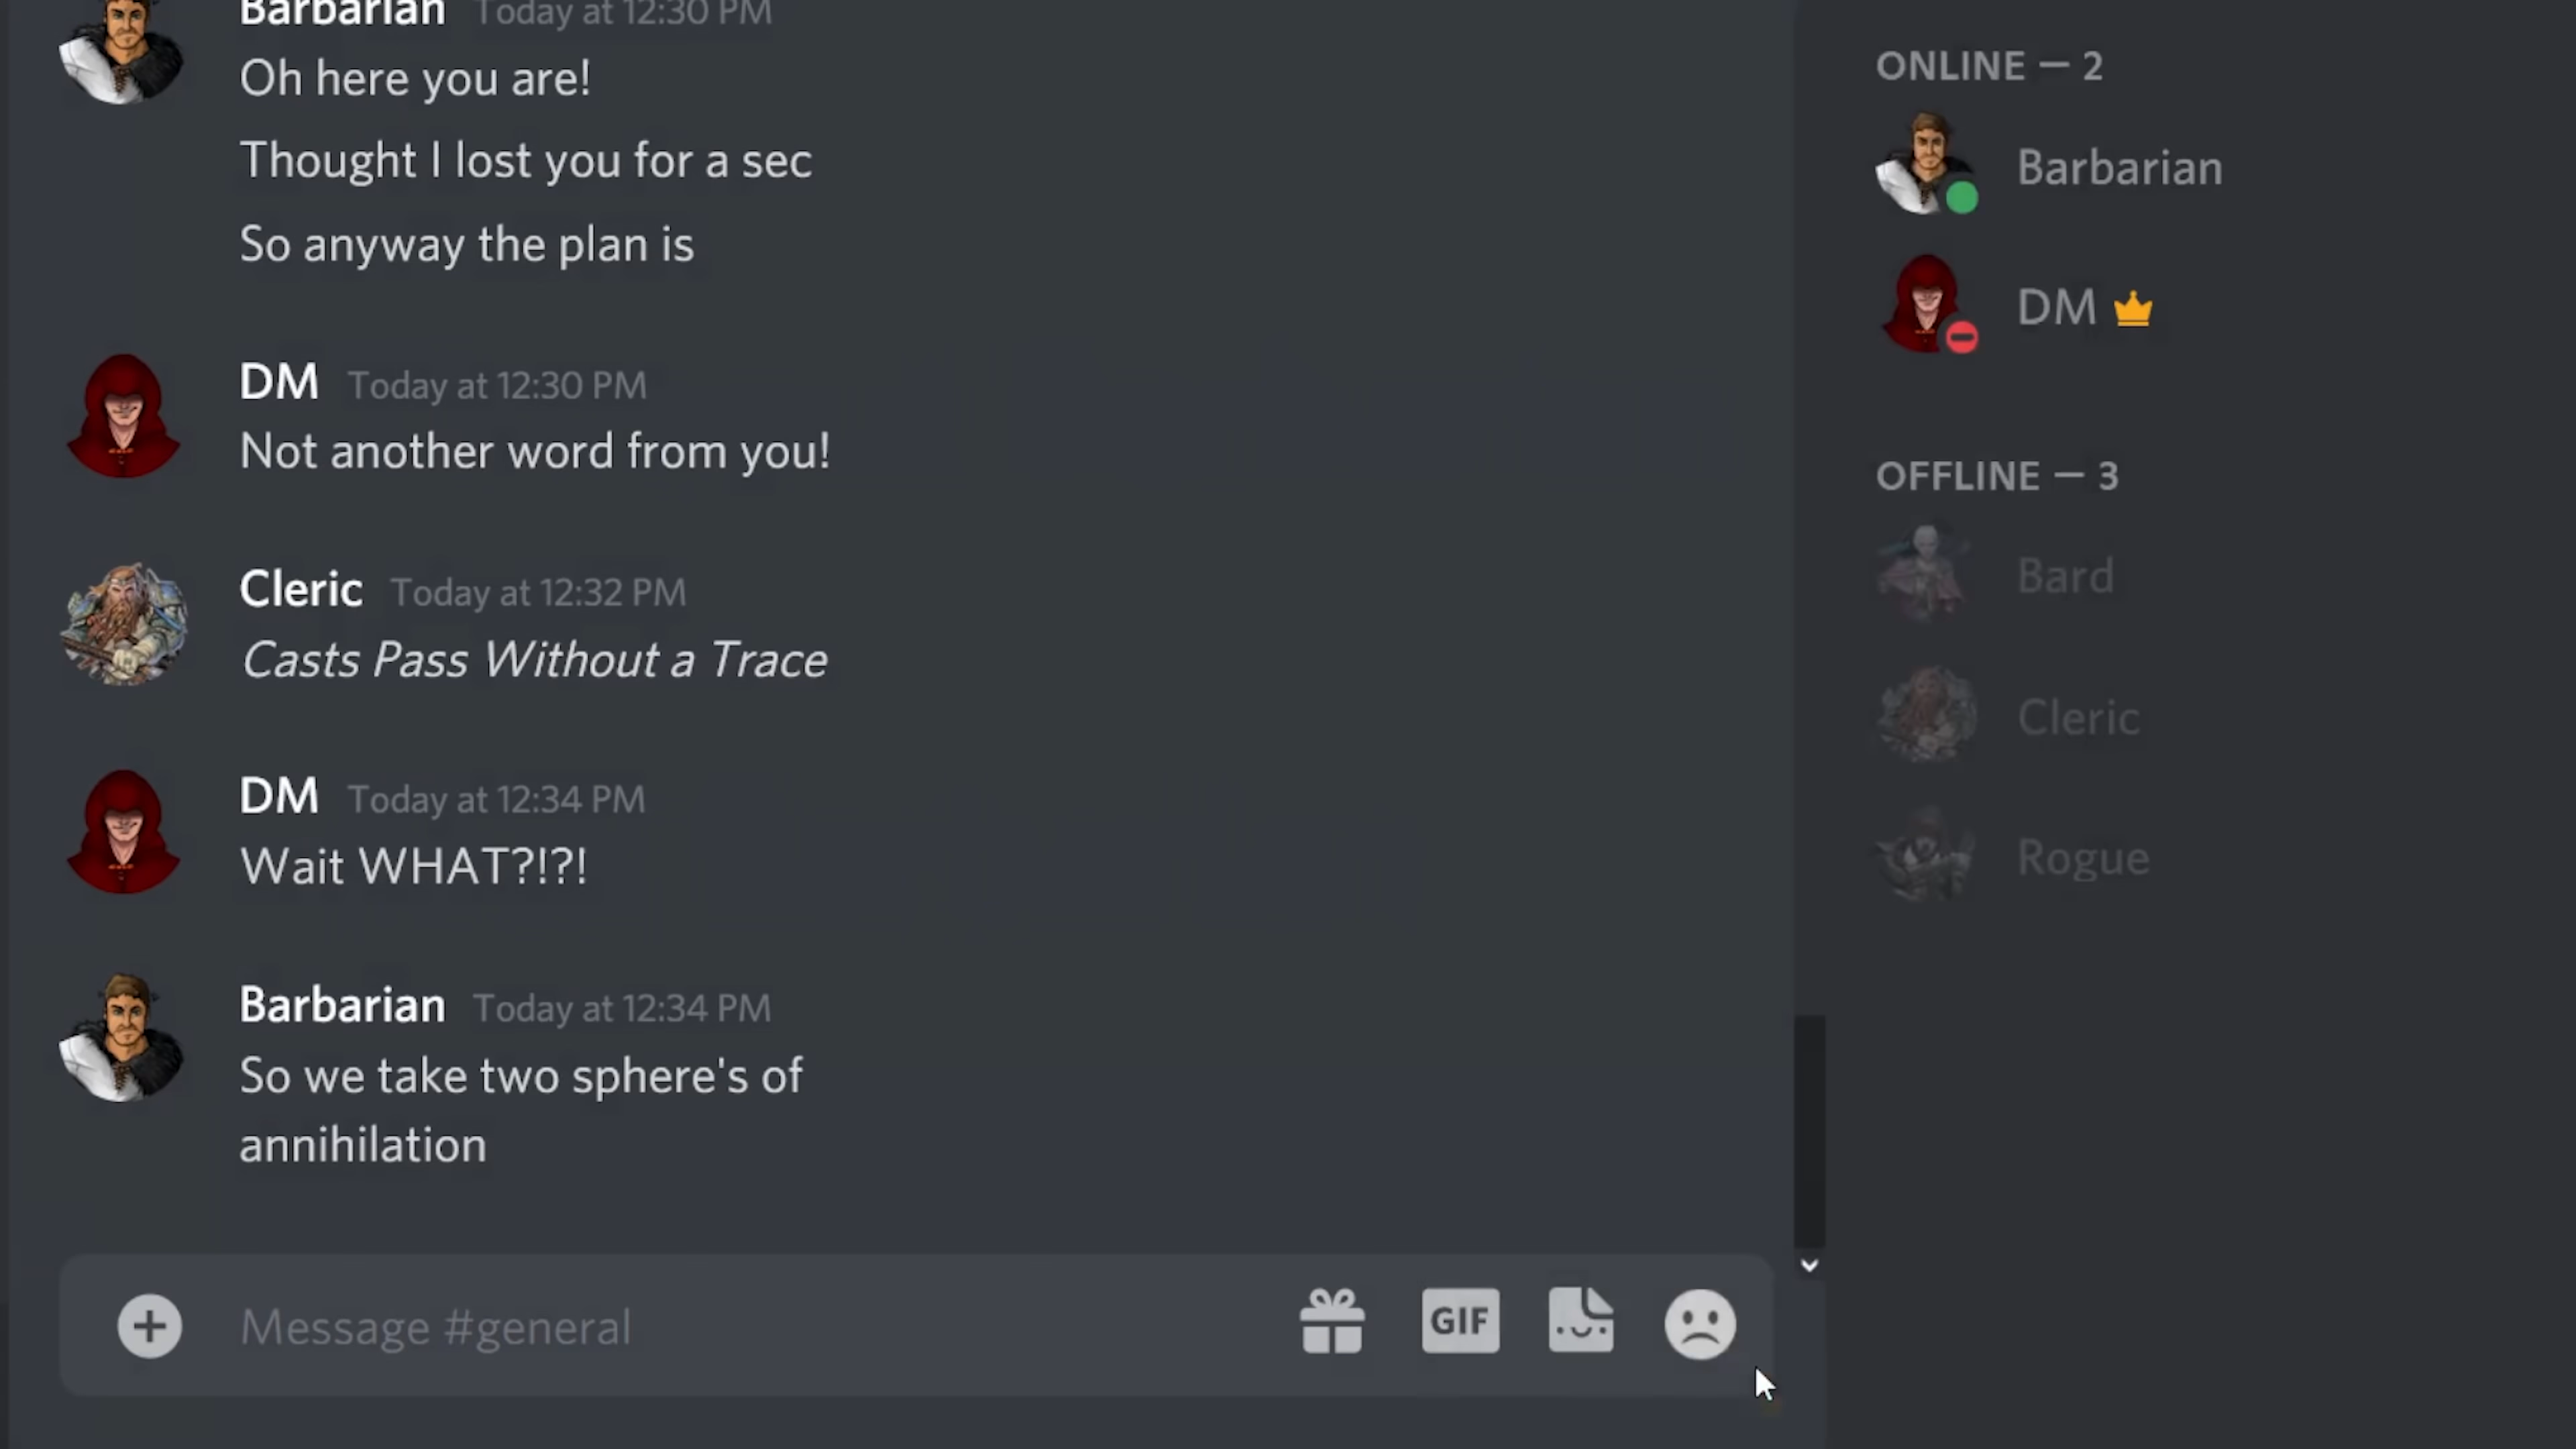 Barbarian Today at 12:30 PM
Oh here you are!
Thought I lost you for a sec
So anyway the plan is
DM Today at 12:30 PM
Not another word from you!
Cleric Today at 12:32 PM
Casts Pass Without a Trace
DM Today at 12:34 PM
Wait WHAT?!?!
Barbarian Today at 12:34 PM
So we take two sphere's of
annihilation
Message #general
GIF
ONLINE — 2
Barbarian
DM
OFFLINE — 3
Bard
Cleric
Rogue